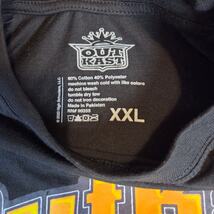 OUT
KAST
60% Cotton 40% Polyester
machine wash cold with like colors
do not bleach
tumble dry low
do not iron decoration
Made in Pakistan
XXL